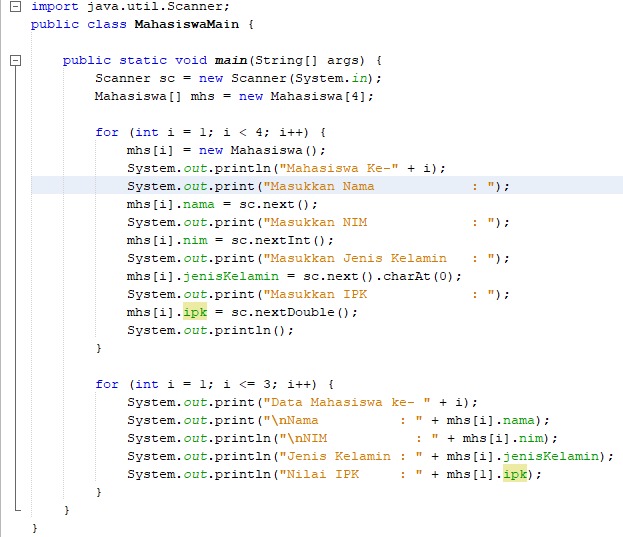 import java.util.Scanner;
public class MahasiswaMain {
public static void main(String[] args) {
Scanner sc = new Scanner(System.in);
Mahasiswa[] mhs = new Mahasiswa[4];
for (int i = 1; i < 4; i++) {
mhs[i] = new Mahasiswa();
System.out.println("Mahasiswa Ke-" + i);
System.out.print("Masukkan Nama            : ");
mhs[i].nama = sc.next();
System.out.print("Masukkan NIM             : ");
mhs[i].nim = sc.nextInt();
System.out.print("Masukkan Jenis Kelamin   : ");
mhs[i].jenisKelamin = sc.next().charAt(0);
System.out.print("Masukkan IPK             : ");
mhs[i].ipk = sc.nextDouble();
System.out.println();
}
for (int i = 1; i <= 3; i++) {
System.out.print("Data Mahasiswa ke- " + i);
System.out.print("\nNama          : " + mhs[i].nama);
System.out.println("\nNIM           : " + mhs[i].nim);
System.out.println("Jenis Kelamin : " + mhs[i].jenisKelamin);
System.out.println("Nilai IPK     : " + mhs[1].ipk);
}
}
}